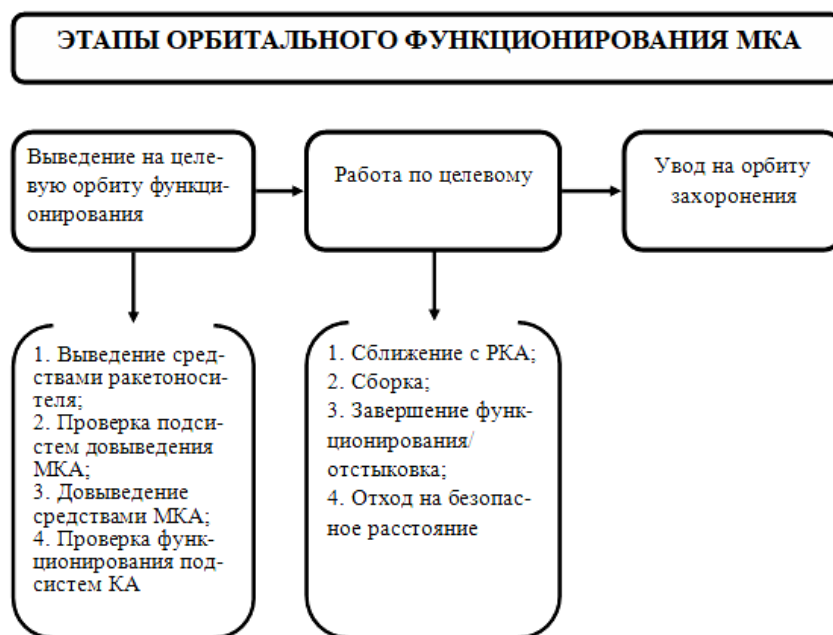 ЭТАПЫ ОРБИТАЛЬНОГО ФУНКЦИОНИРОВАНИЯ МКА
Выведение на целе-
вую орбиту функци-
онирования
Работа по целевому
Увод на орбиту
захоронения
1. Выведение сред-
ствами ракетоноси-
теля;
2. Проверка подси-
стем довыведения
МКА;
3. Довыведение
средствами МКА;
4. Проверка функ-
ционирования под-
систем КА
1. Сближение с РКА;
2. Сборка;
3. Завершение функ-
ционирования/
отстыковка;
4. Отход на безопас-
ное расстояние